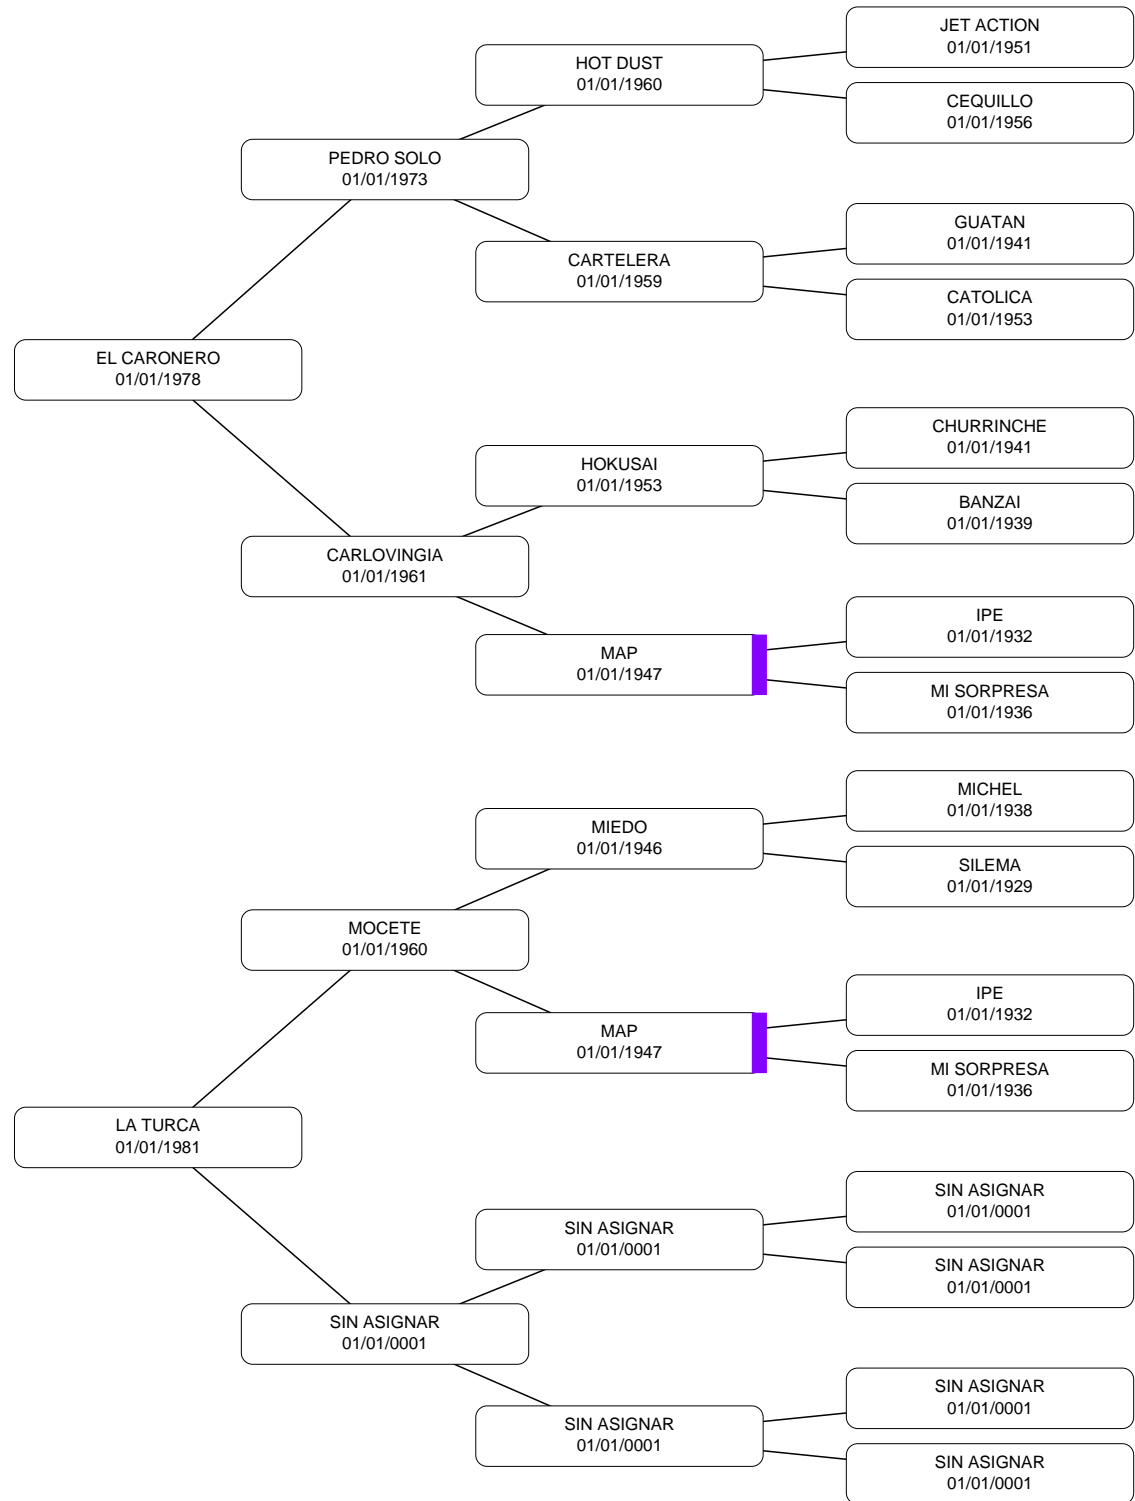 JET ACTION
01/01/1951
HOT DUST
01/01/1960
CEQUILLO
01/01/1956
PEDRO SOLO
01/01/1973
GUATAN
01/01/1941
CARTELERA
01/01/1959
CATOLICA
01/01/1953
EL CARONERO
01/01/1978
CHURRINCHE
01/01/1941
HOKUSAI
01/01/1953
BANZAI
01/01/1939
CARLOVINGIA
01/01/1961
IPE
01/01/1932
MAP
01/01/1947
MI SORPRESA
01/01/1936
MICHEL
01/01/1938
MIEDO
01/01/1946
SILEMA
01/01/1929
MOCETE
01/01/1960
IPE
01/01/1932
MAP
01/01/1947
MI SORPRESA
01/01/1936
LA TURCA
01/01/1981
SIN ASIGNAR
01/01/0001
SIN ASIGNAR
01/01/0001
SIN ASIGNAR
01/01/0001
SIN ASIGNAR
01/01/0001
SIN ASIGNAR
01/01/0001
SIN ASIGNAR
01/01/0001
SIN ASIGNAR
01/01/0001